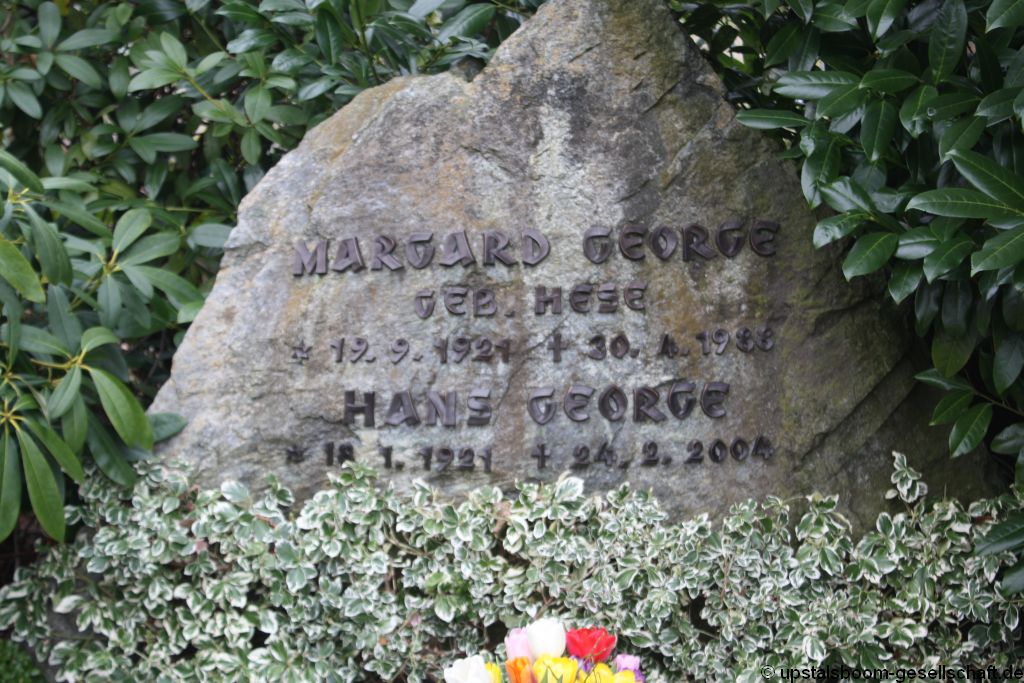 MARGARD GEORGE
GEB. HESE
* 19. 9. 1921 † 30. 4. 1988
HANS GEORGE
* 18. 1. 1921 † 24. 2. 2004
© upstalsboom-gesellschaft.de